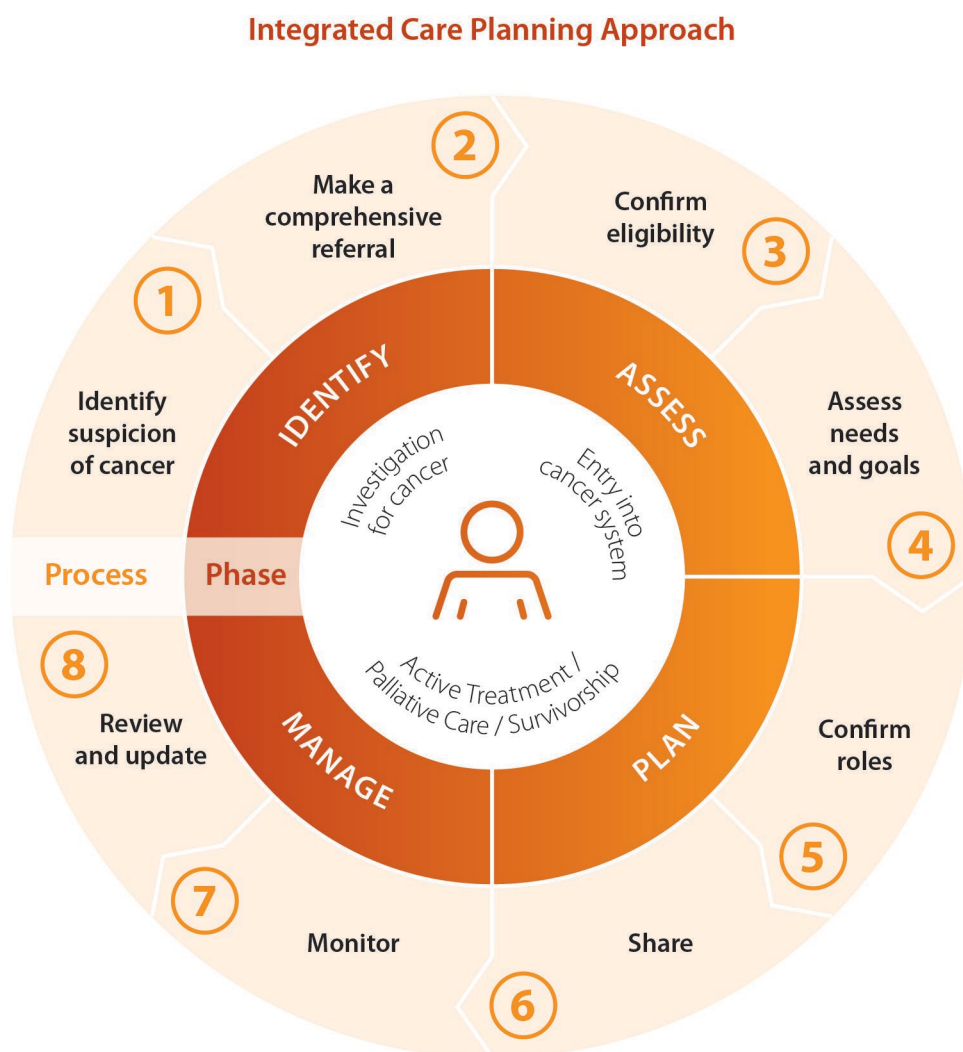 Integrated Care Planning Approach
1
Identify
suspicion
of cancer
2
Make a
comprehensive
referral
Confirm
eligibility
3
Assess
needs
and goals
4
Confirm
roles
5
Share
6
Monitor
7
8
Review
and update
Process
Phase
IDENTIFY
ASSESS
PLAN
MANAGE
Investigation
for cancer
Entry into
cancer system
Active Treatment /
Palliative Care / Survivorship